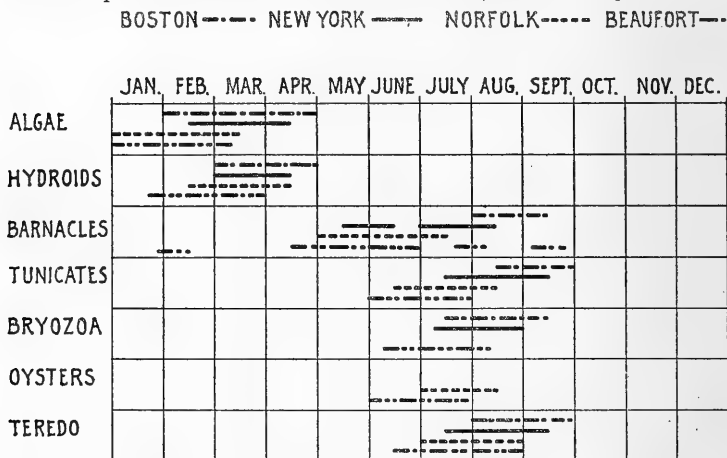 BOSTON NEW YORK NORFOLK BEAUFORT
JAN. FEB. MAR. APR. MAY JUNE JULY AUG. SEPT. OCT. NOV. DEC.
ALGAE
HYDROIDS
BARNACLES
TUNICATES
BRYOZOA
OYSTERS
TEREDO